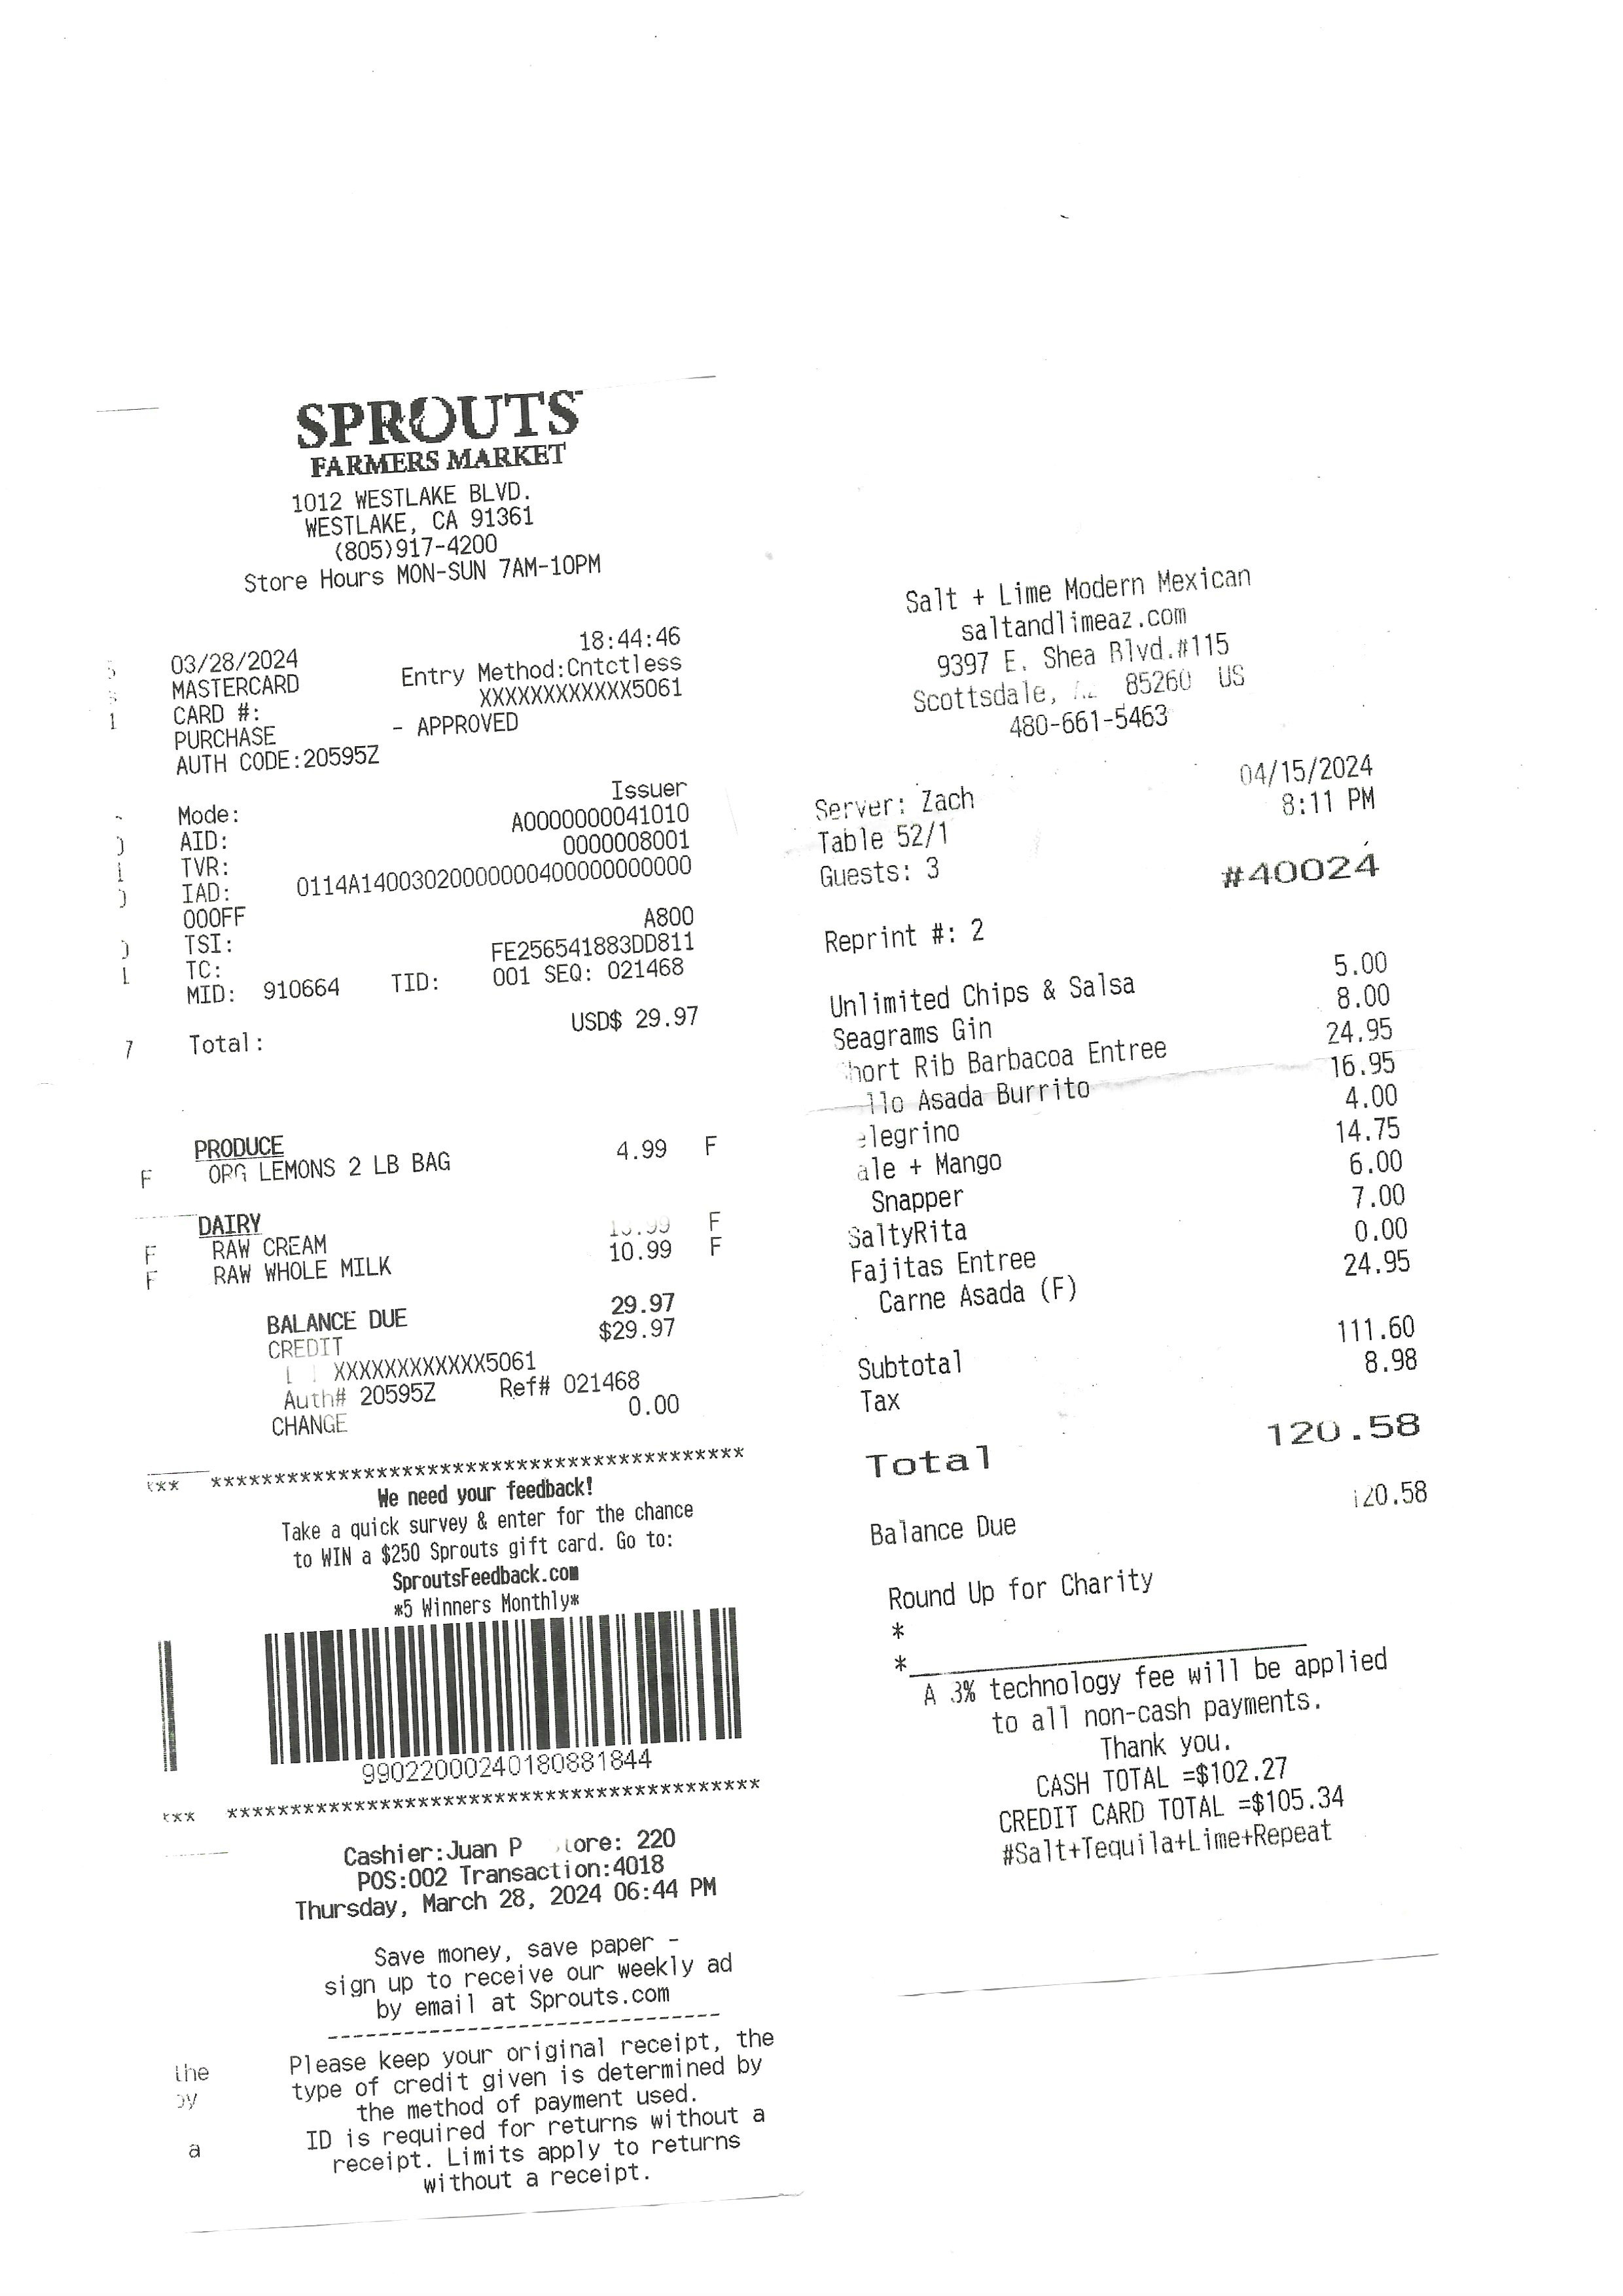 SPROUTS
FARMERS MARKET
1012 WESTLAKE BLVD.
WESTLAKE, CA 91361
(805)917-4200
Store Hours MON-SUN 7AM-10PM
03/28/2024 18:44:46
MASTERCARD Entry Method:Cntctless
CARD #: XXXXXXXXXXXX5061
PURCHASE - APPROVED
AUTH CODE:20595Z
Mode: Issuer
AID: A0000000041010
TVR: 0000008001
IAD: 0114A14003020000000400000000000
000FF
TSI: A800
TC: FE256541883DD811
MID: 910664 TID: 001 SEQ: 021468
Total: USD$ 29.97
PRODUCE
ORG LEMONS 2 LB BAG 4.99 F
DAIRY
RAW CREAM F
RAW WHOLE MILK 10.99 F
BALANCE DUE 29.97
CREDIT $29.97
XXXXXXXXXXXX5061
Auth# 20595Z Ref# 021468
CHANGE 0.00
******************************************
We need your feedback!
Take a quick survey & enter for the chance
to WIN a $250 Sprouts gift card. Go to:
SproutsFeedback.com
*5 Winners Monthly*
99022000240180881844
******************************************
Cashier:Juan P 220
POS:002 Transaction:4018
Thursday, March 28, 2024 06:44 PM
Save money, save paper -
sign up to receive our weekly ad
by email at Sprouts.com
-------------------------------
Please keep your original receipt, the
type of credit given is determined by
the method of payment used.
ID is required for returns without a
receipt. Limits apply to returns
without a receipt.
Salt + Lime Modern Mexican
saltandlimeaz.com
9397 E. Shea Blvd.#115
Scottsdale, 85260 US
480-661-5463
Server: Zach 04/15/2024
Table 52/1 8:11 PM
Guests: 3
#40024
Reprint #: 2
Unlimited Chips & Salsa 5.00
Seagrams Gin 8.00
hort Rib Barbacoa Entree 24.95
llo Asada Burrito 16.95
elegrino 4.00
ale + Mango 14.75
Snapper 6.00
SaltyRita 7.00
Fajitas Entree 0.00
Carne Asada (F) 24.95
Subtotal 111.60
Tax 8.98
Total 120.58
Balance Due 120.58
Round Up for Charity
*
*
A 3% technology fee will be applied
to all non-cash payments.
Thank you.
CASH TOTAL =$102.27
CREDIT CARD TOTAL =$105.34
#Salt+Tequila+Lime+Repeat